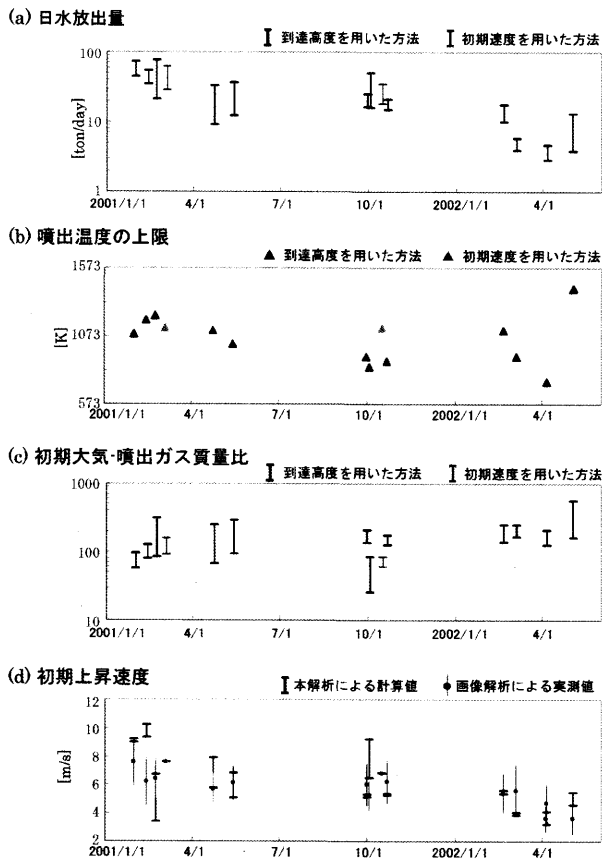 (a) 日水放出量
到達高度を用いた方法 初期速度を用いた方法
100
10
1
[ton/day]
2001/1/1 4/1 7/1 10/1 2002/1/1 4/1
(b) 噴出温度の上限
▲ 到達高度を用いた方法 ▲ 初期速度を用いた方法
1573
1073
573
[K]
2001/1/1 4/1 7/1 10/1 2002/1/1 4/1
(c) 初期大気・噴出ガス質量比
到達高度を用いた方法 初期速度を用いた方法
1000
100
10
2001/1/1 4/1 7/1 10/1 2002/1/1 4/1
(d) 初期上昇速度
本解析による計算値 画像解析による実測値
12
10
8
6
4
2
[m/s]
2001/1/1 4/1 7/1 10/1 2002/1/1 4/1